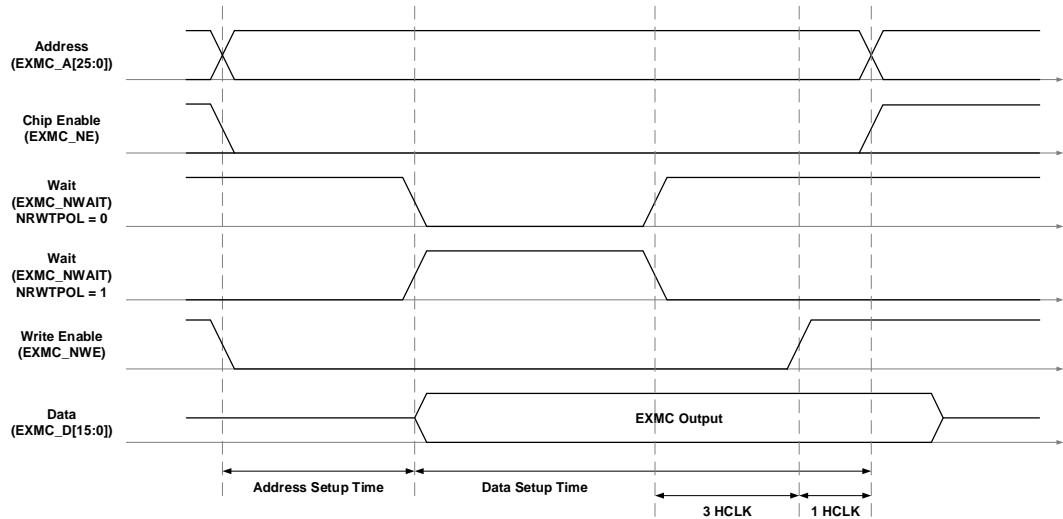 Address
(EXMC_A[25:0])
Chip Enable
(EXMC_NE)
Wait
(EXMC_NWAIT)
NRWTPOL = 0
Wait
(EXMC_NWAIT)
NRWTPOL = 1
Write Enable
(EXMC_NWE)
Data
(EXMC_D[15:0])
EXMC Output
Address Setup Time
Data Setup Time
3 HCLK
1 HCLK